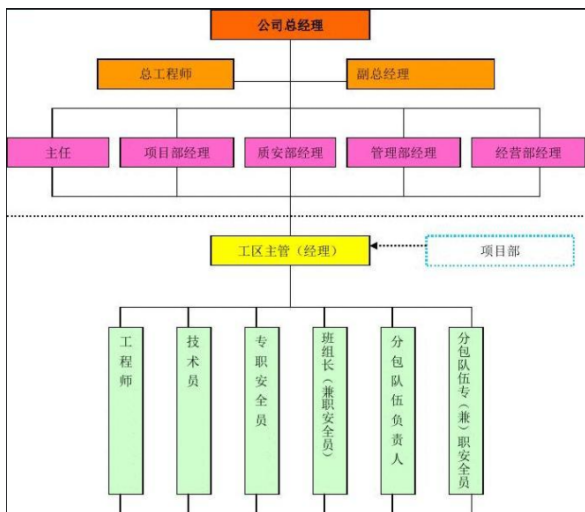 公司总经理
总工程师
副总经理
主任
项目部经理
质安部经理
管理部经理
经营部经理
工区主管（经理）
项目部
工程师
技术员
专职安全员
班组长（兼职安全员）
分包队伍负责人
分包队伍专（兼）职安全员